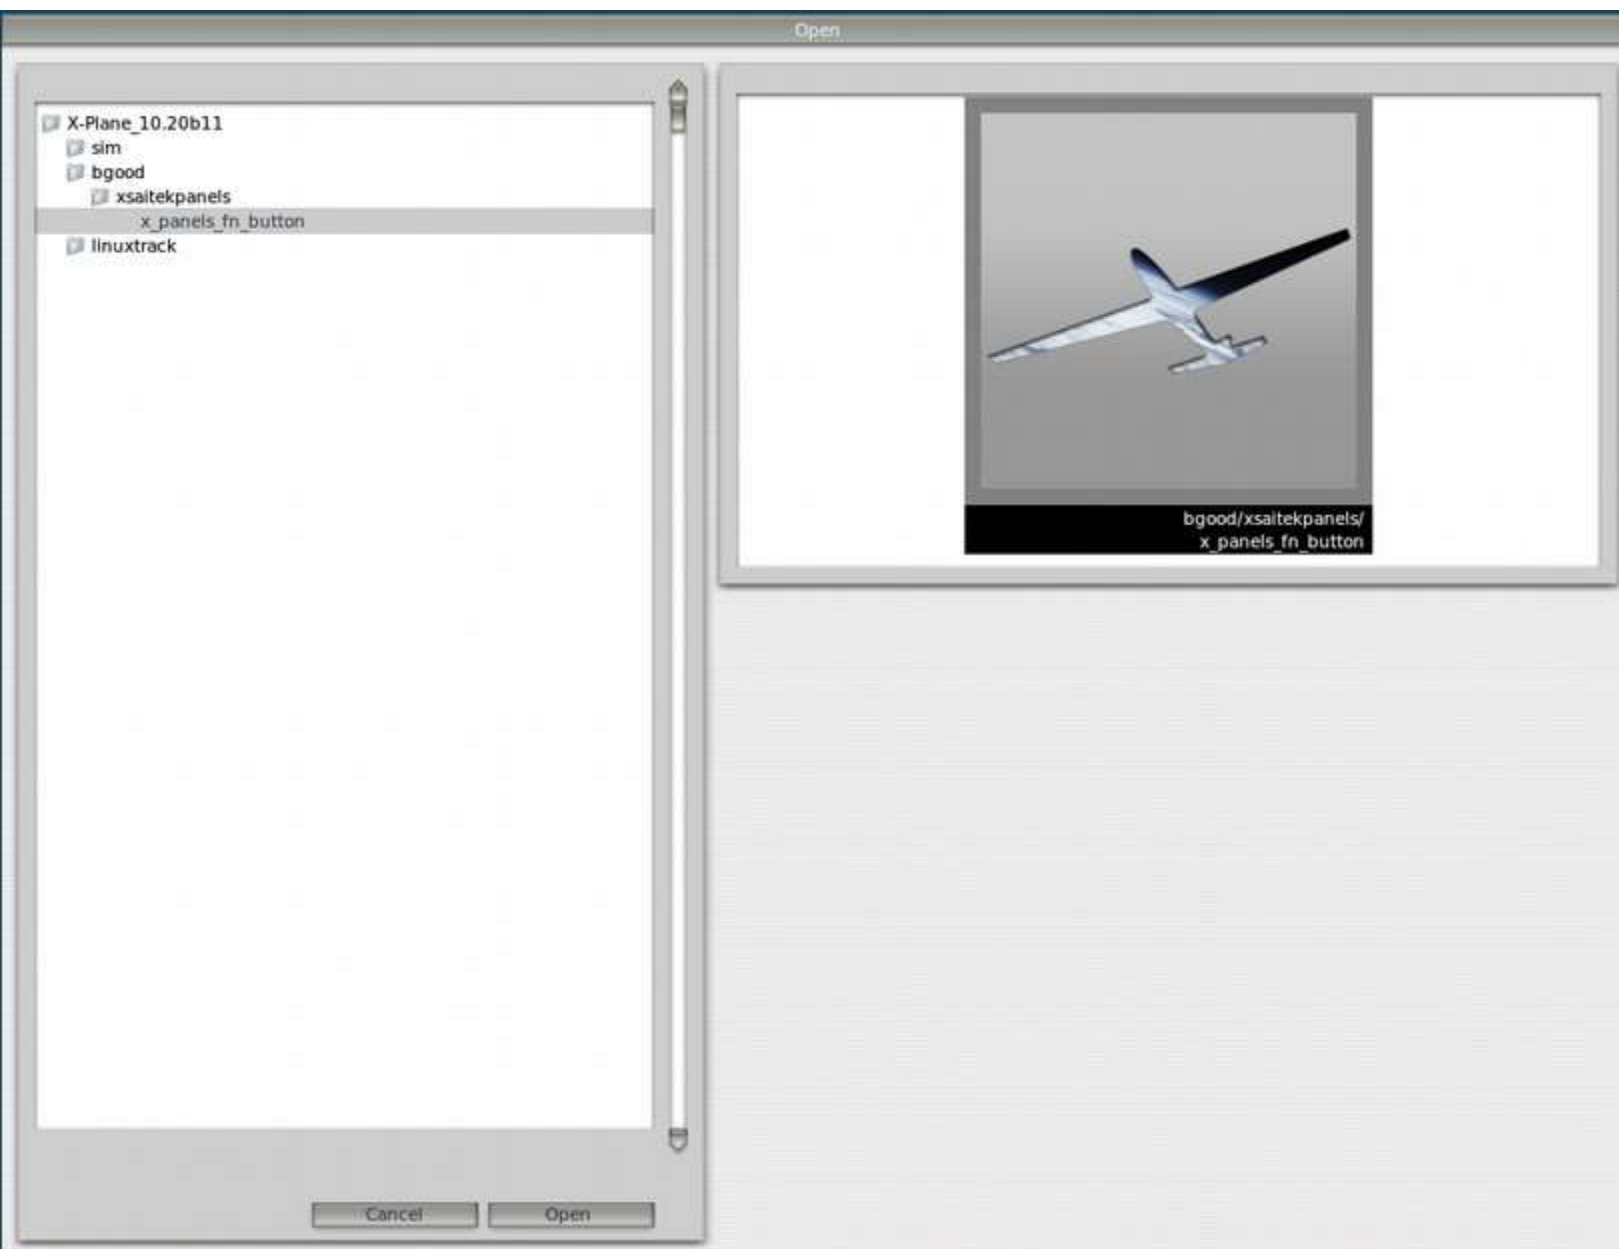 Open
X-Plane_10.20b11
sim
bgood
xsaitekpanels
x_panels_fn_button
linuxtrack
bgood/xsaitekpanels/
x_panels_fn_button
Cancel
Open